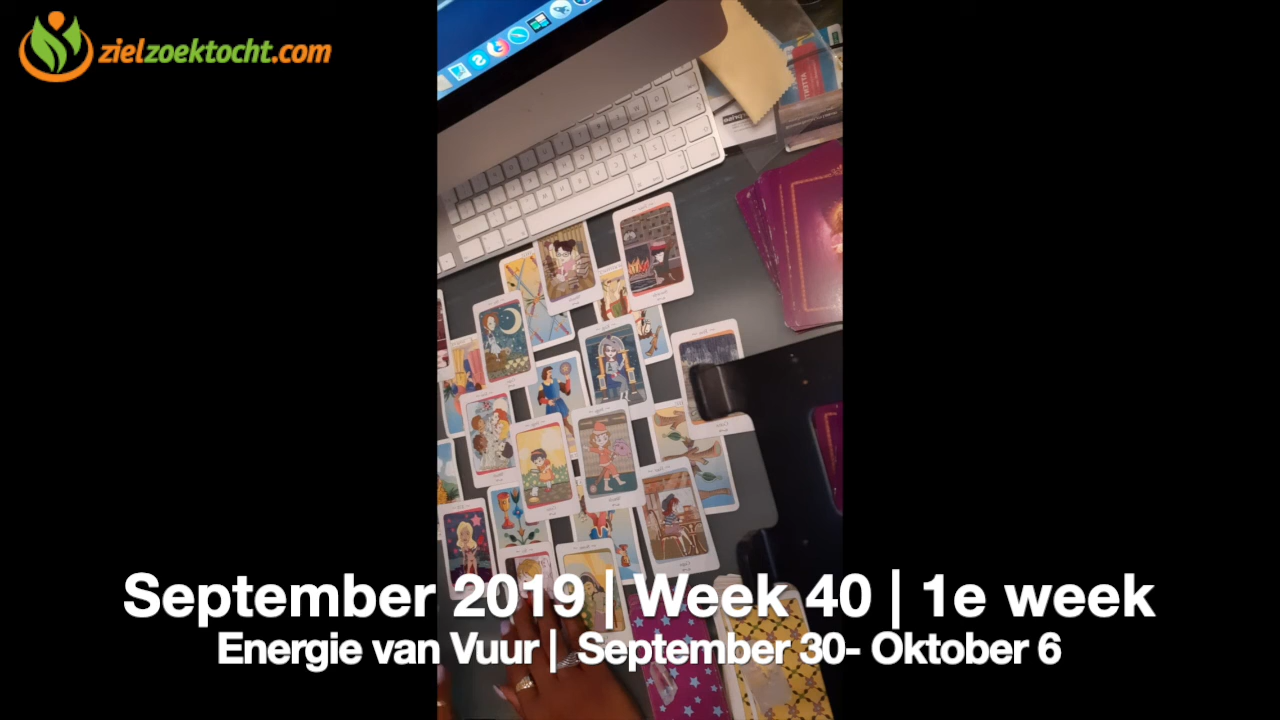 zielzoektocht.com
September 2019 | Week 40 | 1e week
Energie van Vuur | September 30- Oktober 6